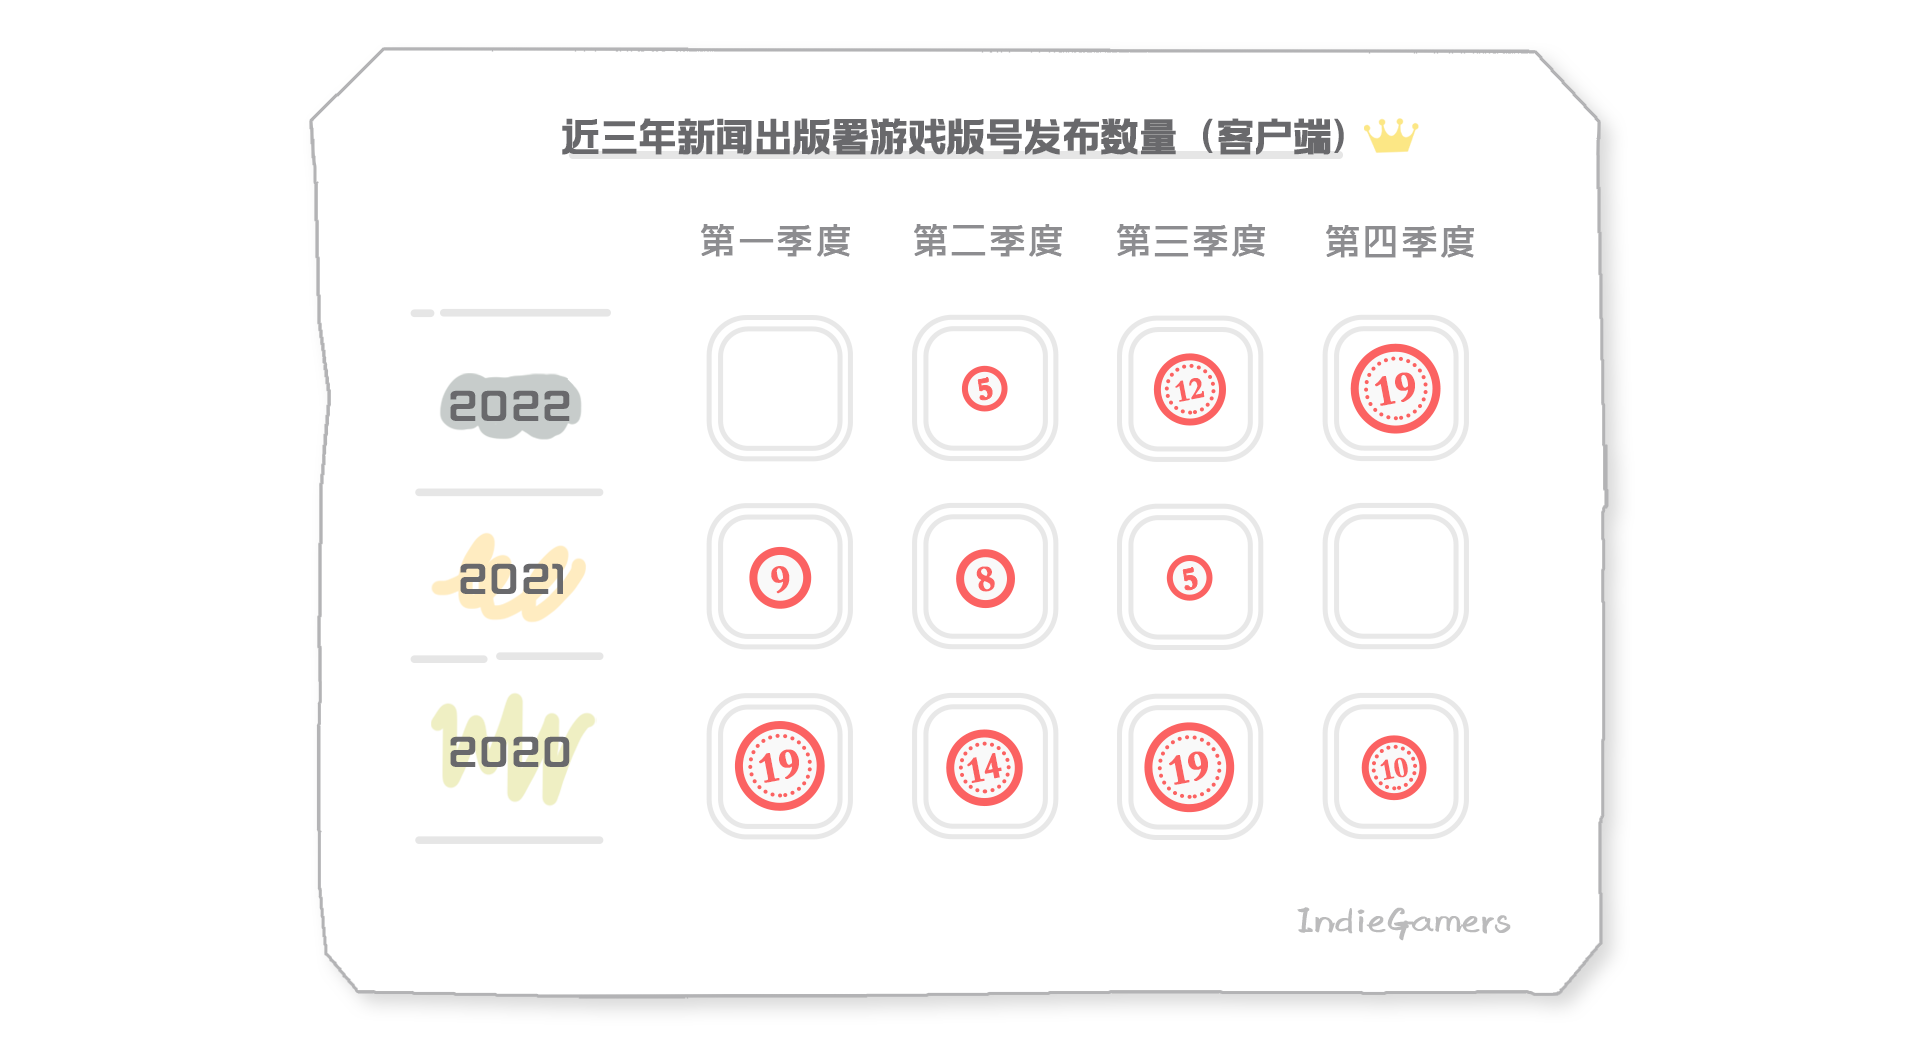 近三年新闻出版署游戏版号发布数量（客户端）
第一季度 第二季度 第三季度 第四季度
2022 5 12 19
2021 9 8 5
2020 19 14 19 10
IndieGamers